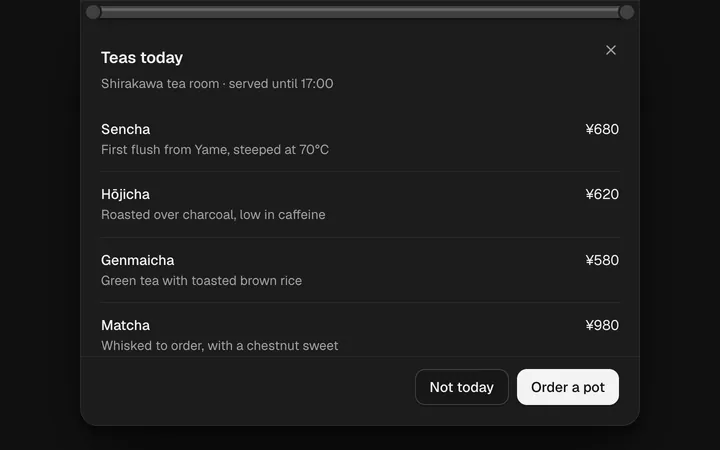 Teas today
Shirakawa tea room · served until 17:00
Sencha ¥680
First flush from Yame, steeped at 70°C
Hōjicha ¥620
Roasted over charcoal, low in caffeine
Genmaicha ¥580
Green tea with toasted brown rice
Matcha ¥980
Whisked to order, with a chestnut sweet
Not today Order a pot